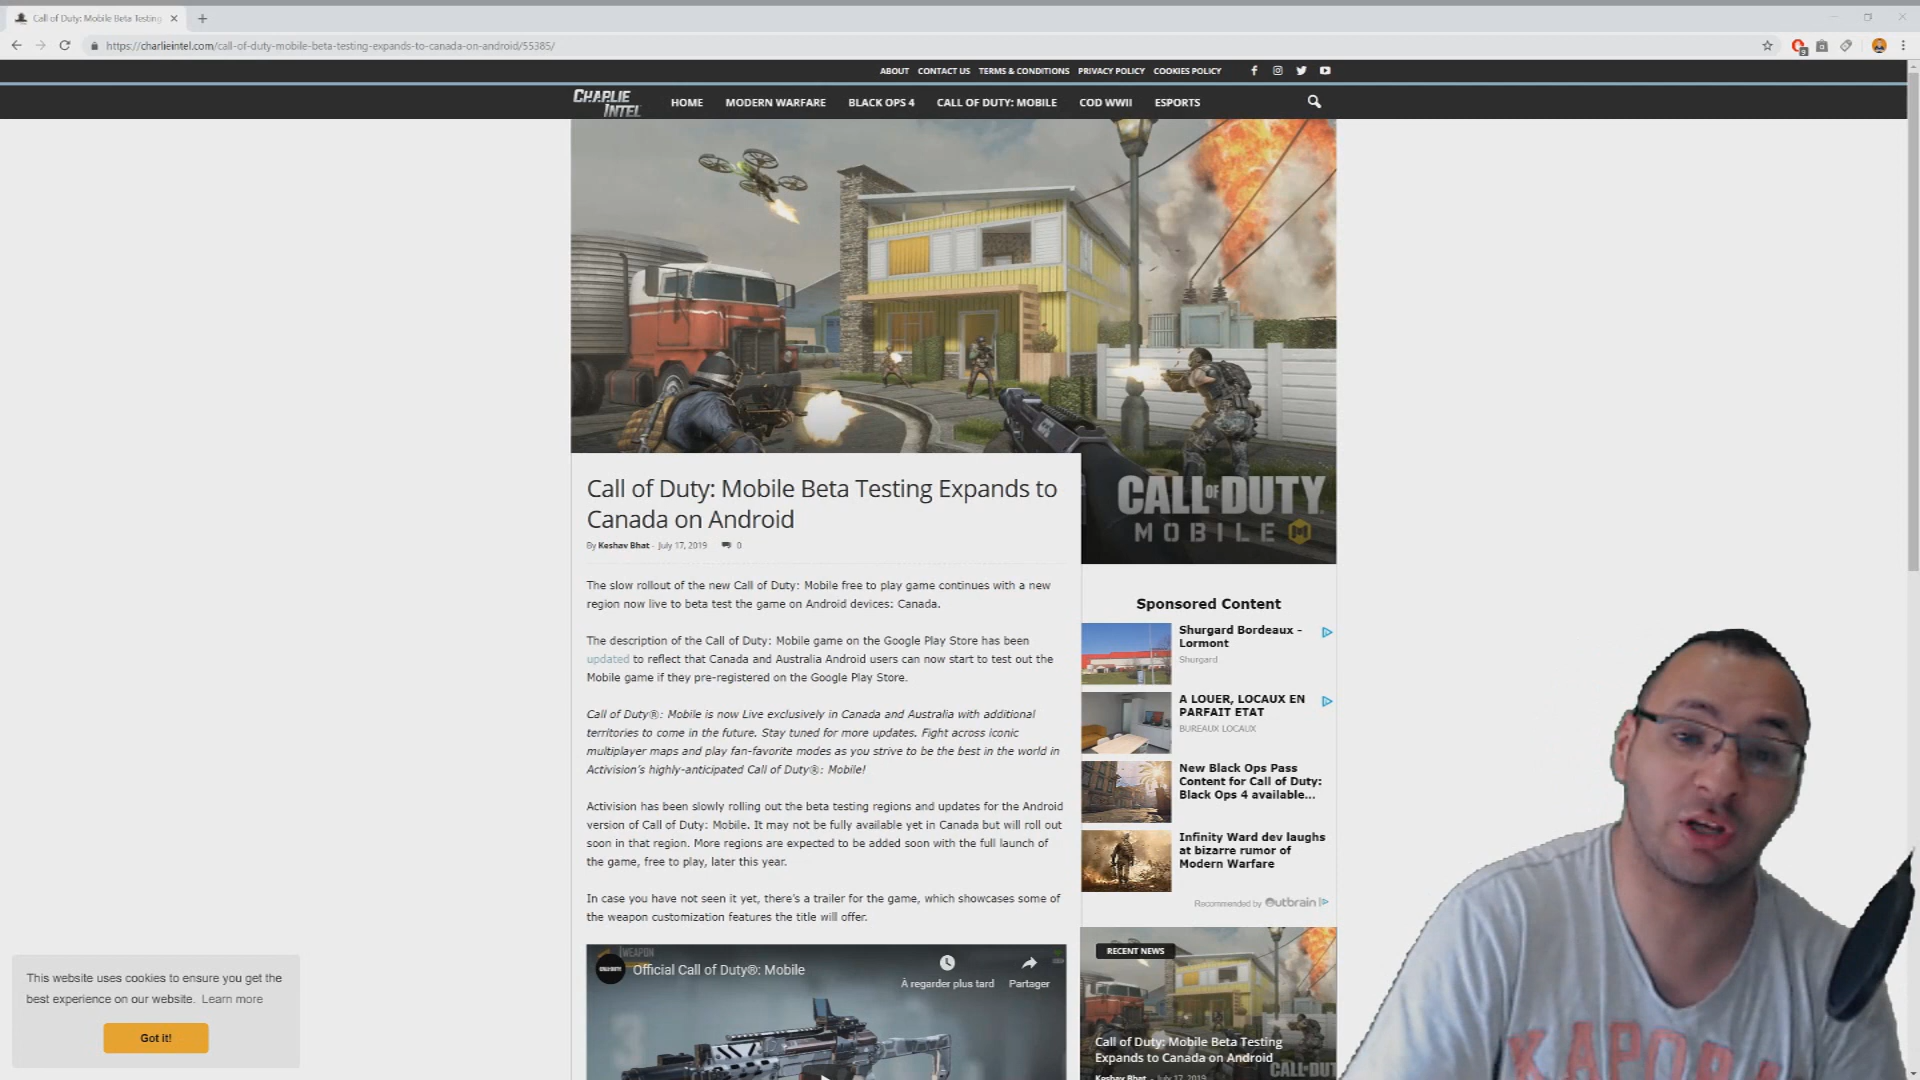 Call of Duty: Mobile Beta Testing
https://charlieintel.com/call-of-duty-mobile-beta-testing-expands-to-canada-on-android/55385/
ABOUT CONTACT US TERMS & CONDITIONS PRIVACY POLICY COOKIES POLICY
CHARLIE
INTEL
HOME MODERN WARFARE BLACK OPS 4 CALL OF DUTY: MOBILE COD WWII ESPORTS
CALL OF DUTY
MOBILE
Call of Duty: Mobile Beta Testing Expands to
Canada on Android
By Keshav Bhat - July 17, 2019 0
The slow rollout of the new Call of Duty: Mobile free to play game continues with a new
region now live to beta test the game on Android devices: Canada.
The description of the Call of Duty: Mobile game on the Google Play Store has been
updated to reflect that Canada and Australia Android users can now start to test out the
Mobile game if they pre-registered on the Google Play Store.
Call of Duty®: Mobile is now Live exclusively in Canada and Australia with additional
territories to come in the future. Stay tuned for more updates. Fight across iconic
multiplayer maps and play fan-favorite modes as you strive to be the best in the world in
Activision's highly-anticipated Call of Duty®: Mobile!
Activision has been slowly rolling out the beta testing regions and updates for the Android
version of Call of Duty: Mobile. It may not be fully available yet in Canada but will roll out
soon in that region. More regions are expected to be added soon with the full launch of
the game, free to play, later this year.
In case you have not seen it yet, there's a trailer for the game, which showcases some of
the weapon customization features the title will offer.
WEAPON
Official Call of Duty®: Mobile
À regarder plus tard
Partager
Sponsored Content
Shurgard Bordeaux -
Lormont
Shurgard
A LOUER, LOCAUX EN
PARFAIT ETAT
BUREAUX LOCAUX
New Black Ops Pass
Content for Call of Duty:
Black Ops 4 available...
Infinity Ward dev laughs
at bizarre rumor of
Modern Warfare
Recommended by Outbrain
RECENT NEWS
Call of Duty: Mobile Beta Testing
Expands to Canada on Android
Keshav Bhat - July 17, 2019
CALL OF DUT
This website uses cookies to ensure you get the
best experience on our website. Learn more
Got it!